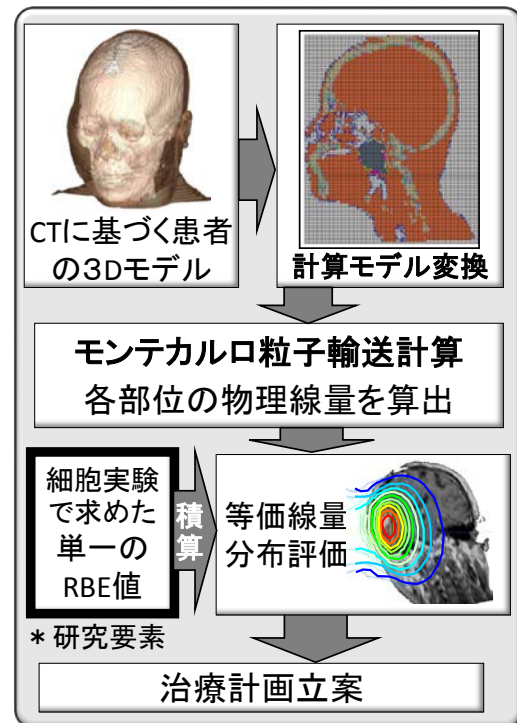 CTに基づく患者
の3Dモデル
計算モデル変換
モンテカルロ粒子輸送計算
各部位の物理線量を算出
細胞実験
で求めた
単一の
RBE値
積算
等価線量
分布評価
*研究要素
治療計画立案